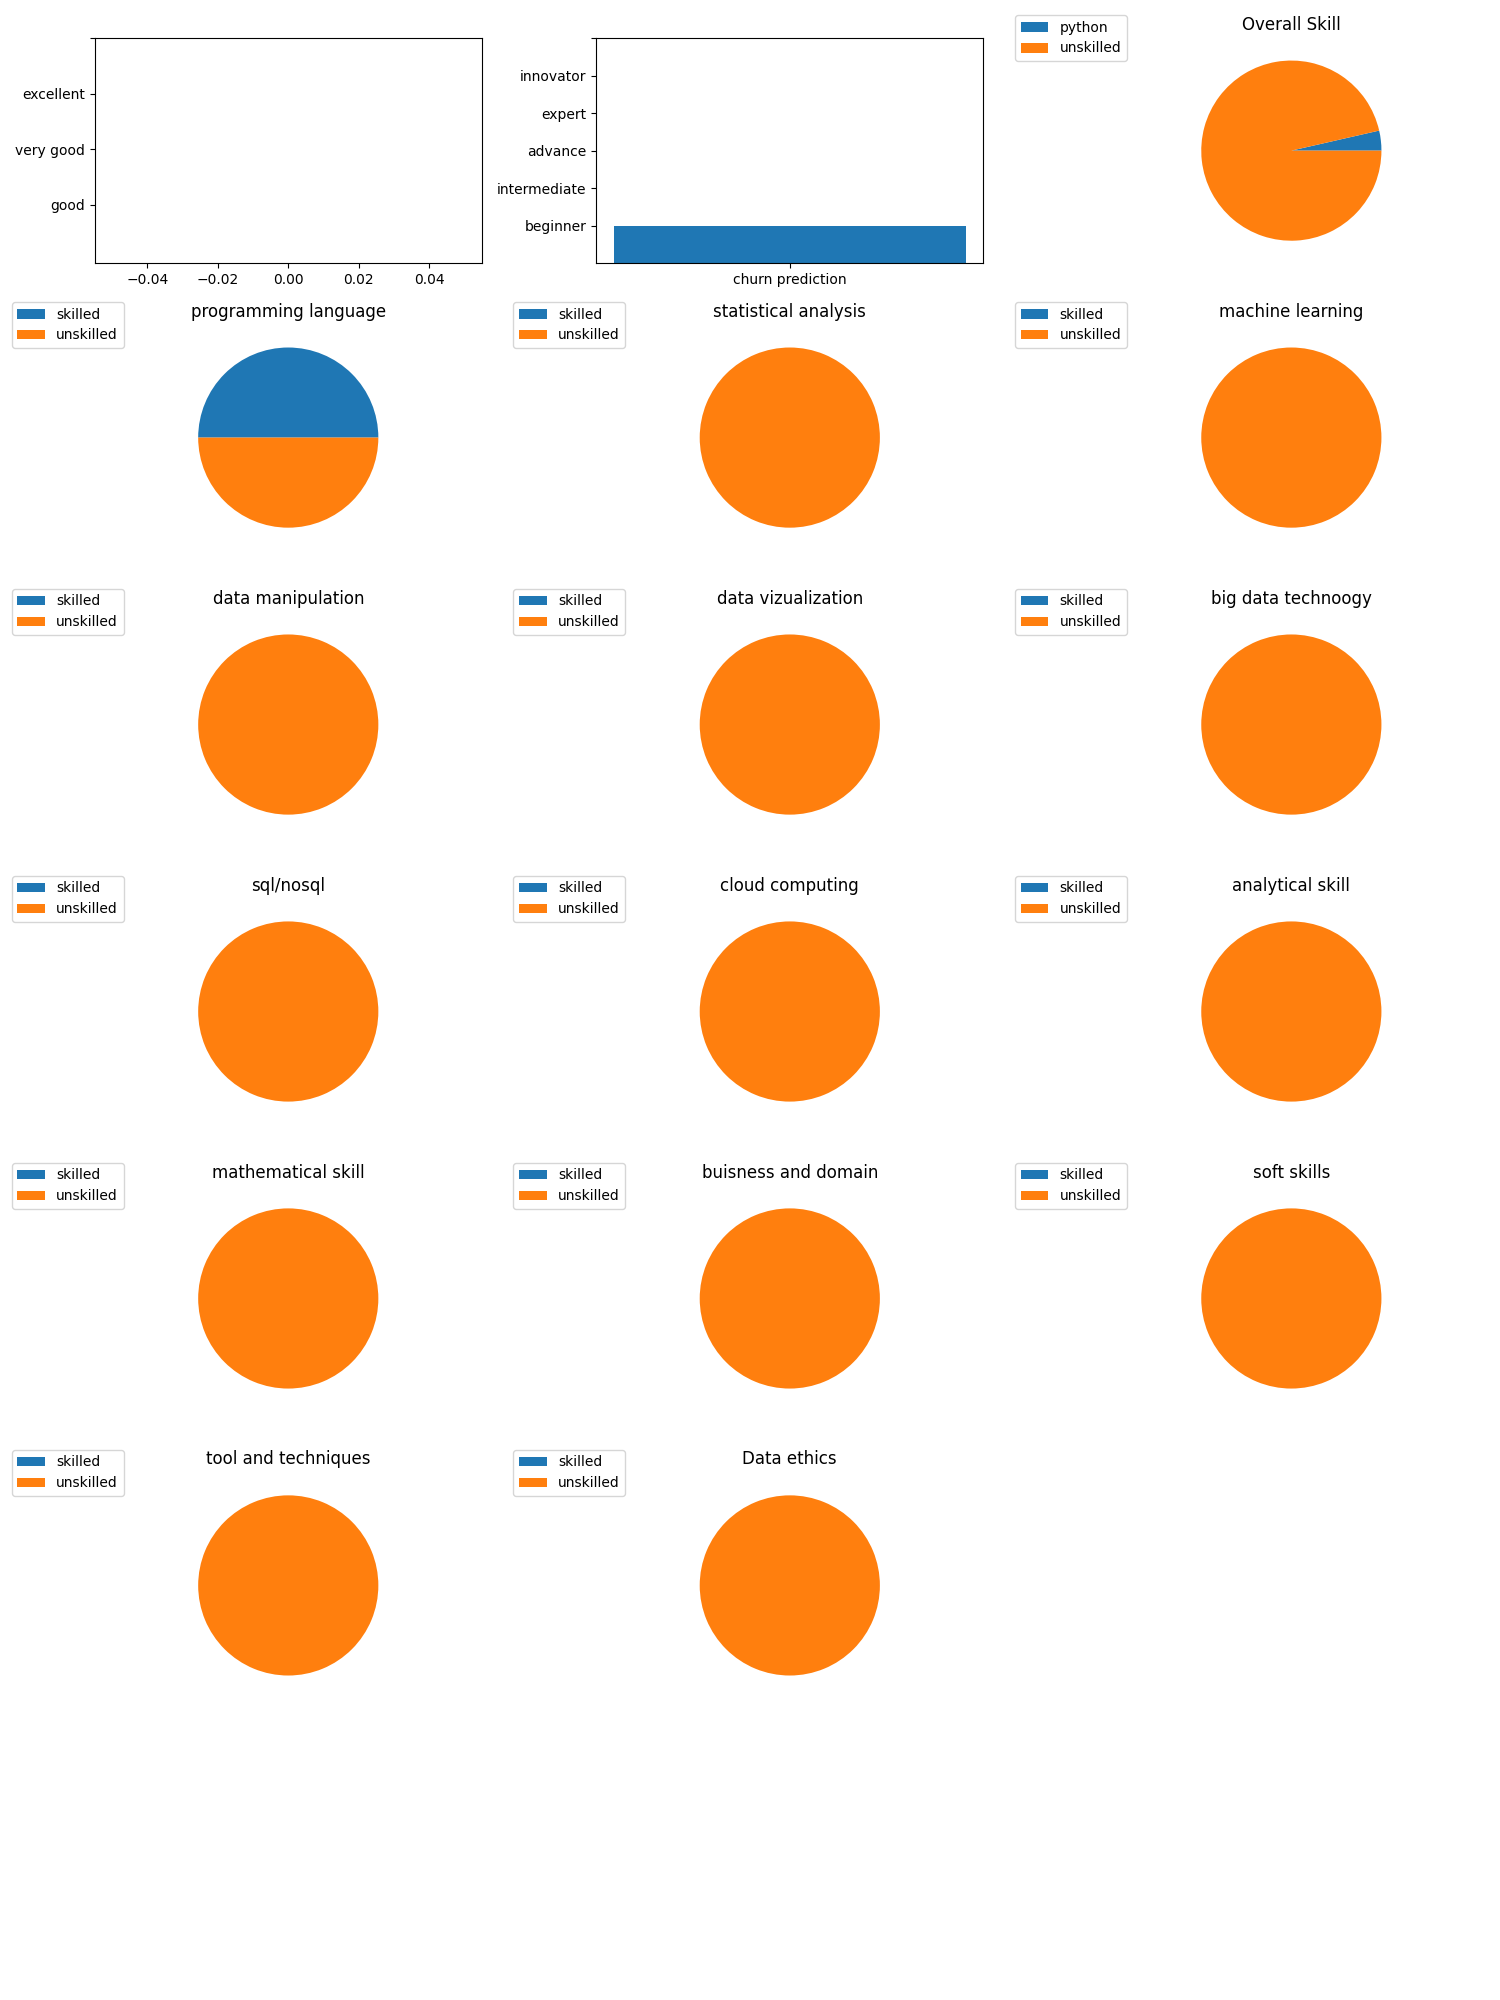 excellent
very good
good
−0.04 −0.02 0.00 0.02 0.04
innovator
expert
advance
intermediate
beginner
churn prediction
Overall Skill
python
unskilled
programming language
skilled
unskilled
statistical analysis
skilled
unskilled
machine learning
skilled
unskilled
data manipulation
skilled
unskilled
data vizualization
skilled
unskilled
big data technoogy
skilled
unskilled
sql/nosql
skilled
unskilled
cloud computing
skilled
unskilled
analytical skill
skilled
unskilled
mathematical skill
skilled
unskilled
buisness and domain
skilled
unskilled
soft skills
skilled
unskilled
tool and techniques
skilled
unskilled
Data ethics
skilled
unskilled